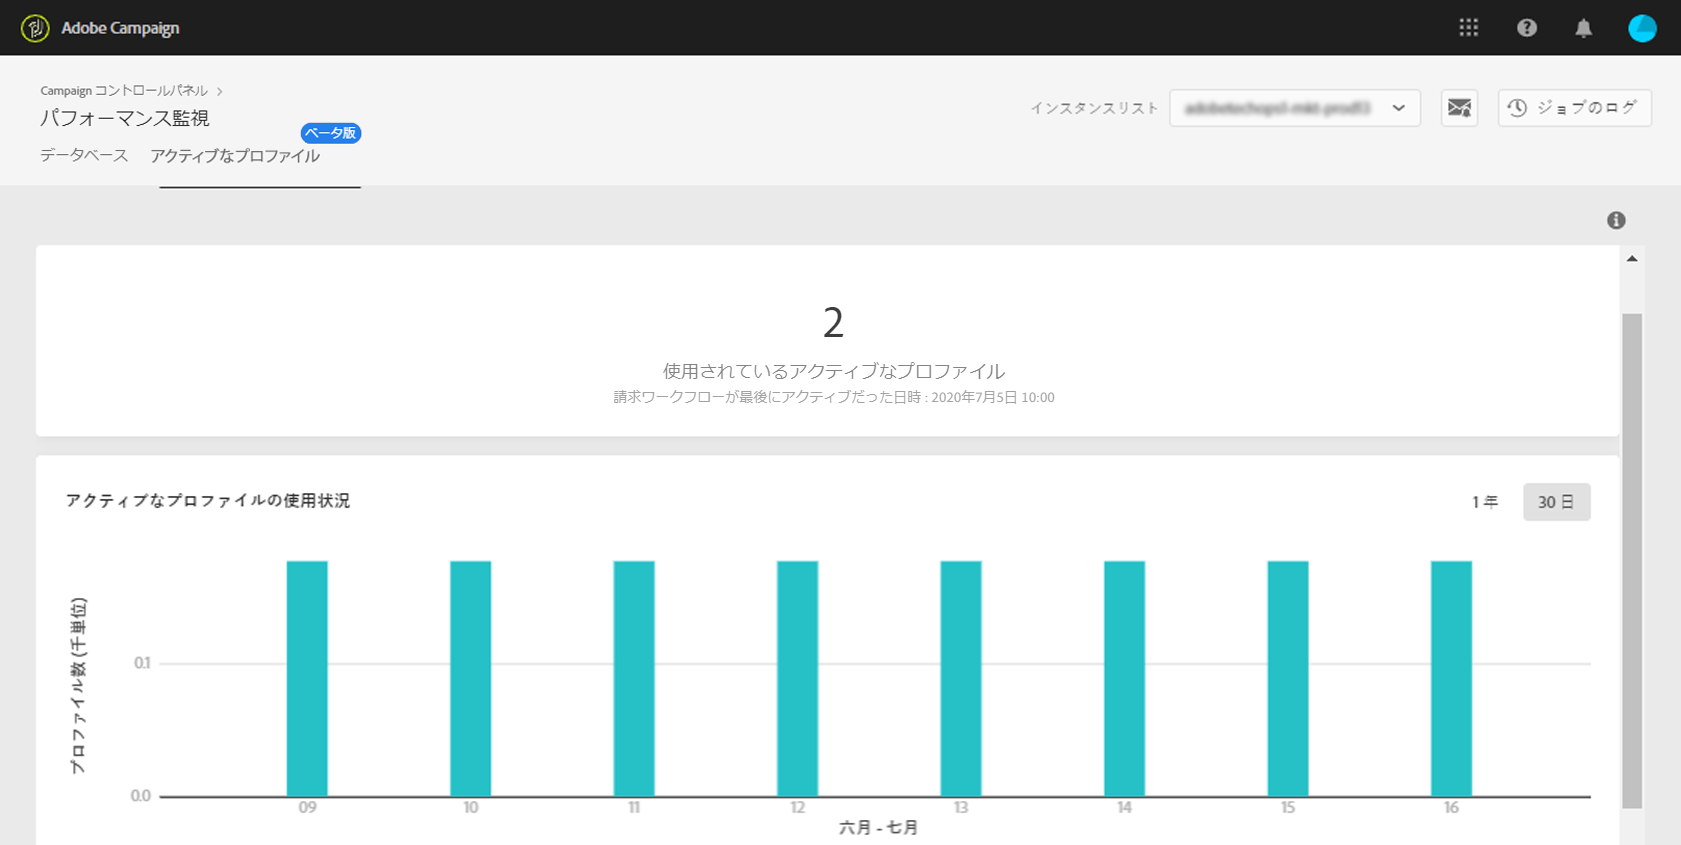 Adobe Campaign
Campaign コントロールパネル
パフォーマンス監視
ベータ版
データベース アクティブなプロファイル
インスタンスリスト
ジョブのログ
2
使用されているアクティブなプロファイル
請求ワークフローが最後にアクティブだった日時 : 2020年7月5日 10:00
アクティブなプロファイルの使用状況
1 年 30 日
プロファイル数 (千単位)
0.1
0.0
09 10 11 12 13 14 15 16
六月 - 七月